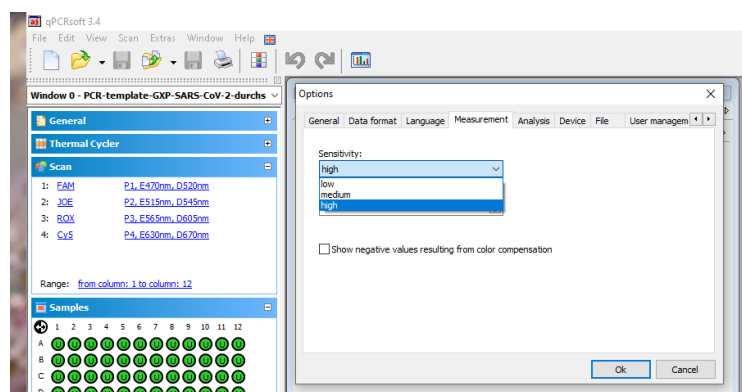 qPCRsoft 3.4
File Edit View Scan Extras Window Help
Window 0 - PCR-template-GXP-SARS-CoV-2-durchs
General
Thermal Cycler
Scan
1: FAM P1, E470nm, D520nm
2: JOE P2, E515nm, D545nm
3: ROX P3, E565nm, D605nm
4: Cy5 P4, E630nm, D670nm
Range: from column: 1 to column: 12
Samples
1 2 3 4 5 6 7 8 9 10 11 12
A U U U U U U U U U U U U
B U U U U U U U U U U U U
C U U U U U U U U U U U U
Options
General Data format Language Measurement Analysis Device File User managem
Sensitivity:
high
low
medium
high
Show negative values resulting from color compensation
Ok Cancel